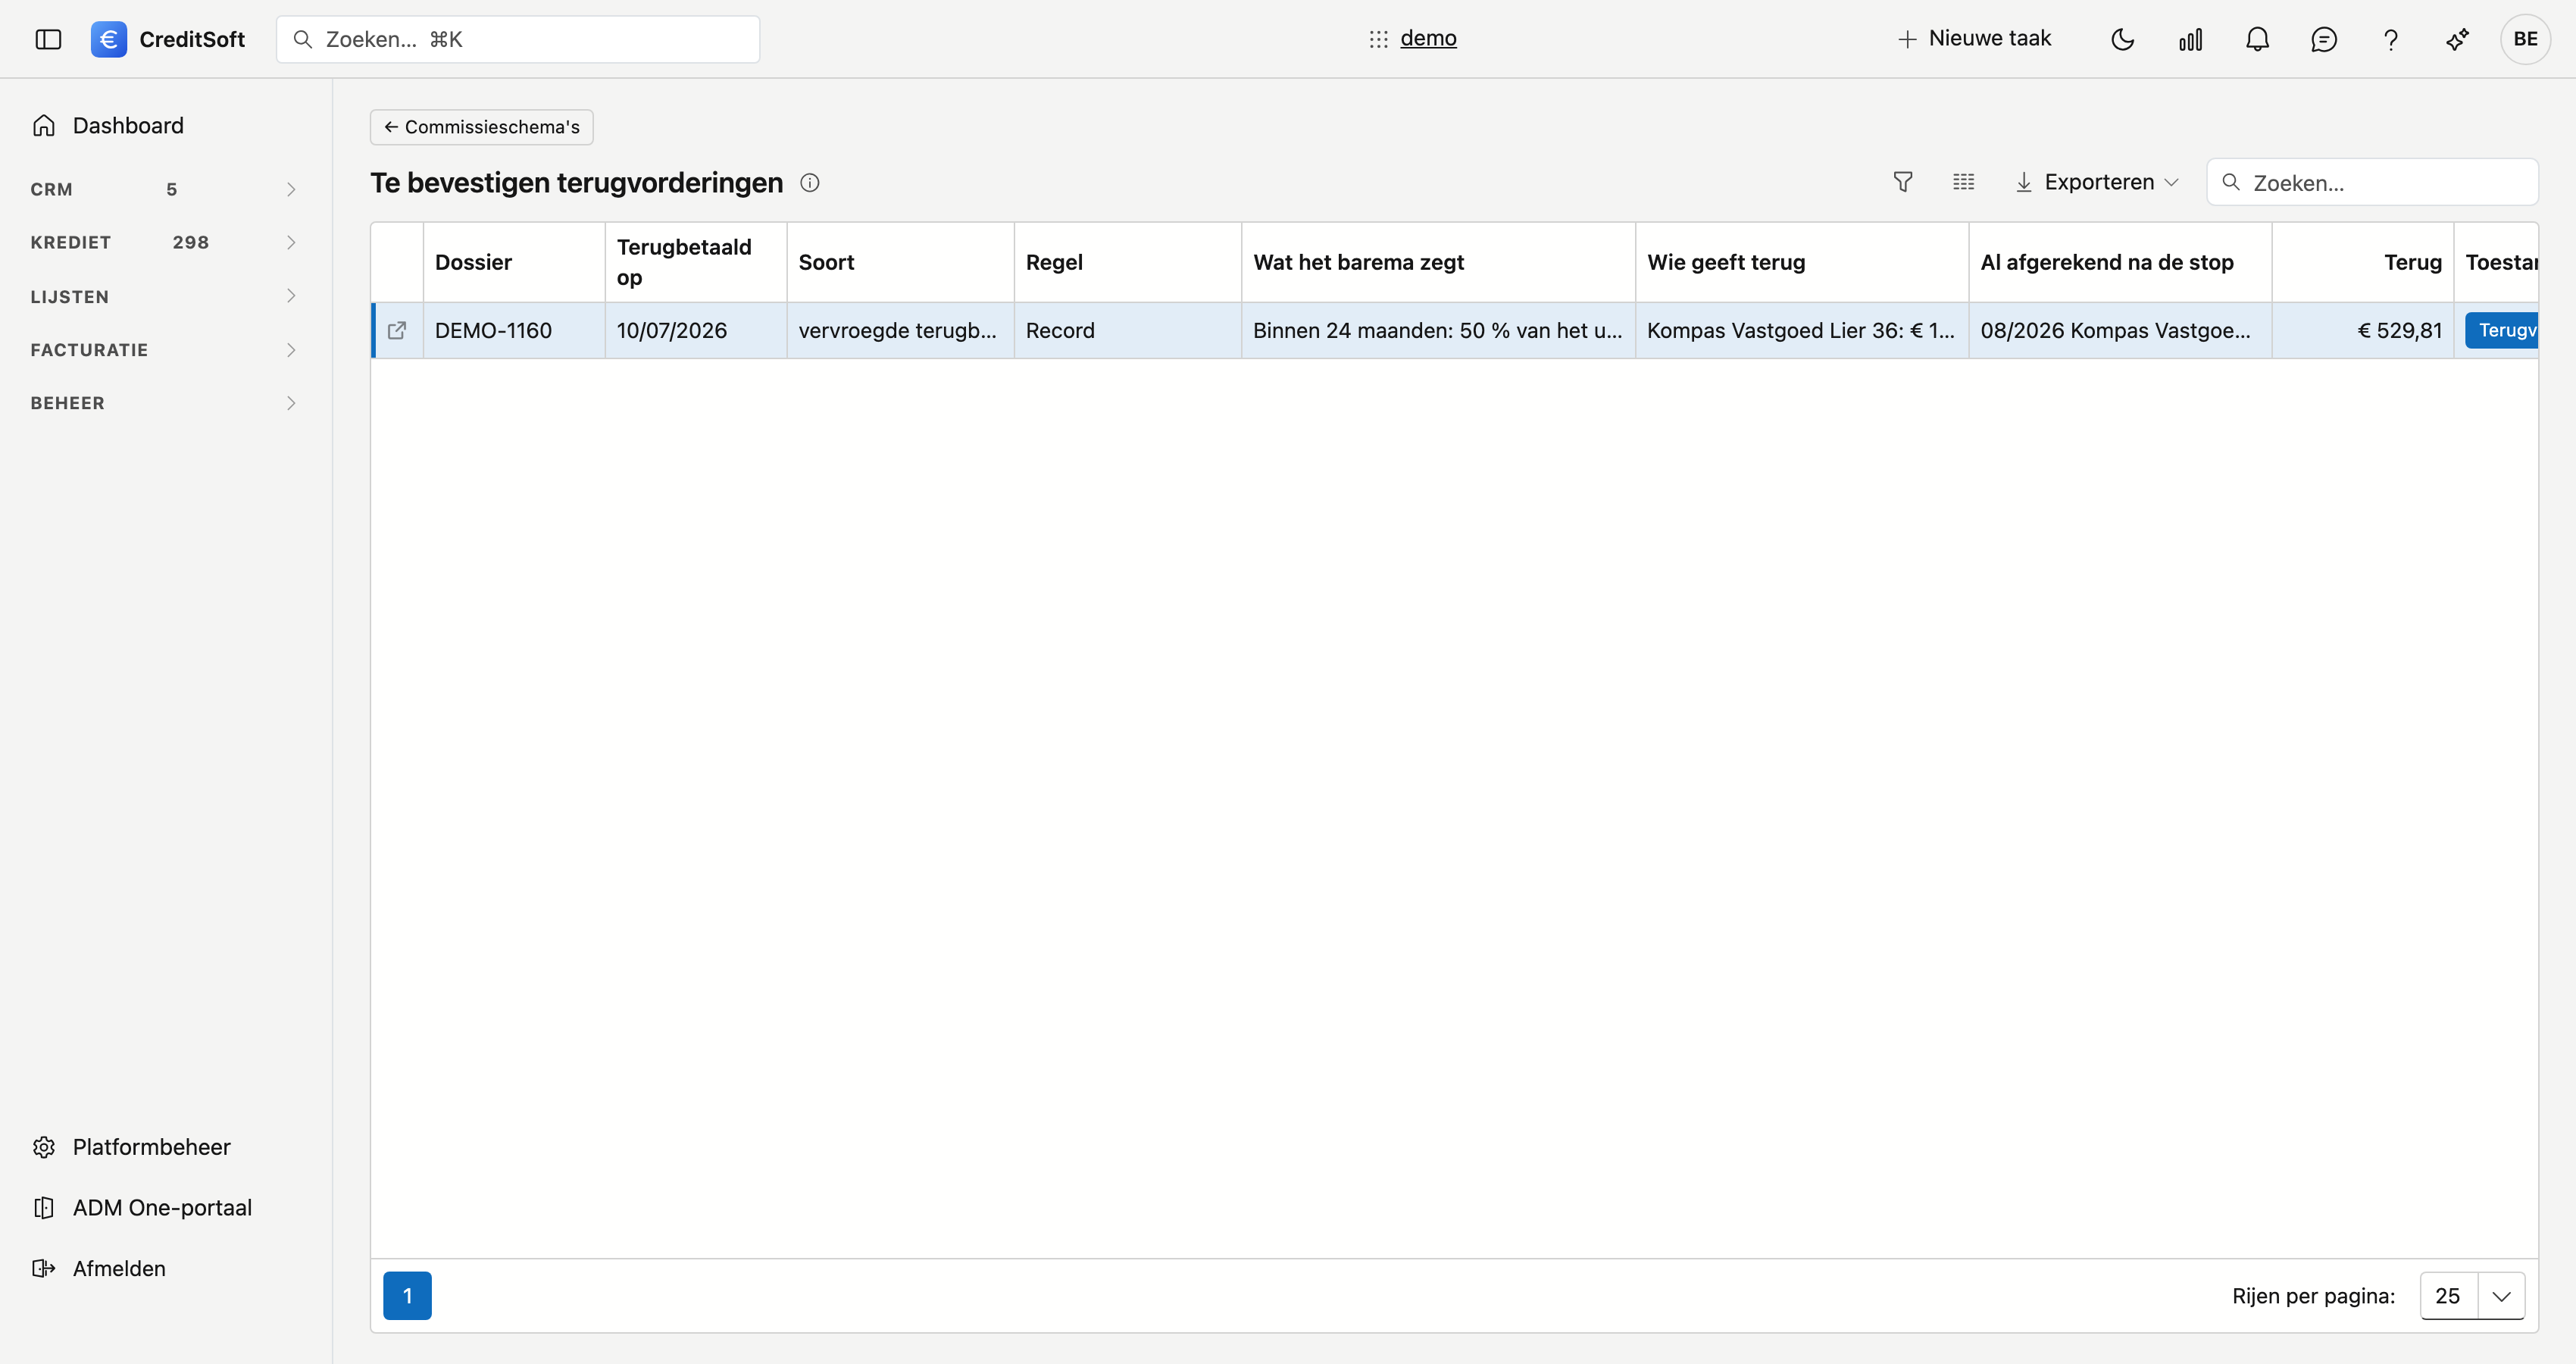 CreditSoft
Zoeken... ⌘K
demo
Nieuwe taak
BE
Dashboard
CRM 5
KREDIET 298
LIJSTEN
FACTURATIE
BEHEER
Platformbeheer
ADM One-portaal
Afmelden
← Commissieschema's
Te bevestigen terugvorderingen
Exporteren
Zoeken...
Dossier
Terugbetaald
op
Soort
Regel
Wat het barema zegt
Wie geeft terug
Al afgerekend na de stop
Terug
Toestan
DEMO-1160
10/07/2026
vervroegde terugb...
Record
Binnen 24 maanden: 50 % van het u...
Kompas Vastgoed Lier 36: € 1...
08/2026 Kompas Vastgoe...
€ 529,81
Terugv
1
Rijen per pagina: 25